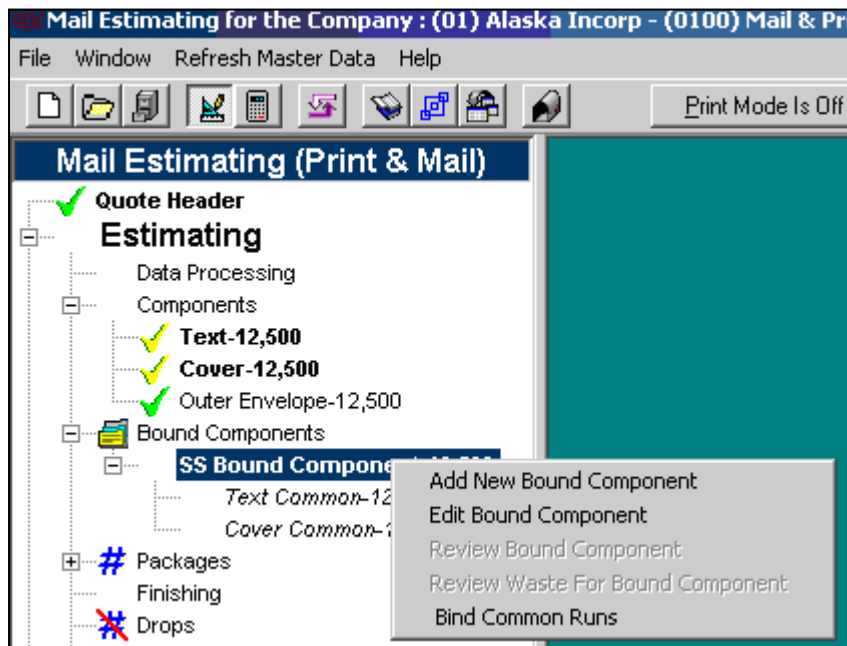 Mail Estimating for the Company : (01) Alaska Incorp - (0100) Mail & Pr
File Window Refresh Master Data Help
Print Mode Is Off
Mail Estimating (Print & Mail)
Quote Header
Estimating
Data Processing
Components
Text-12,500
Cover-12,500
Outer Envelope-12,500
Bound Components
SS Bound Component
Text Common-12
Cover Common-1
Add New Bound Component
Edit Bound Component
Review Bound Component
Review Waste For Bound Component
Bind Common Runs
Packages
Finishing
Drops